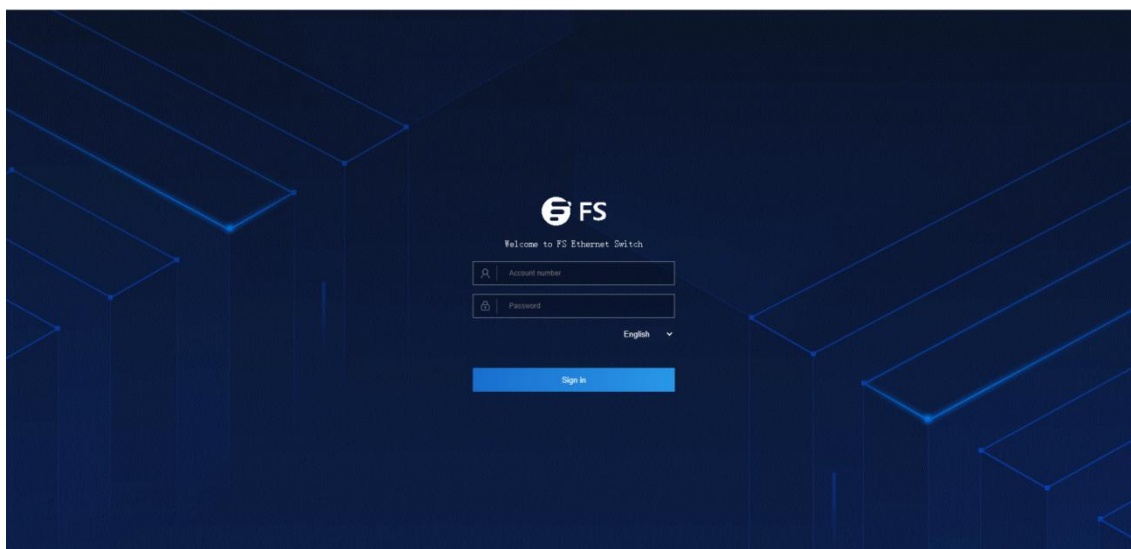 FS
Welcome to FS Ethernet Switch
Account number
Password
English
Sign in